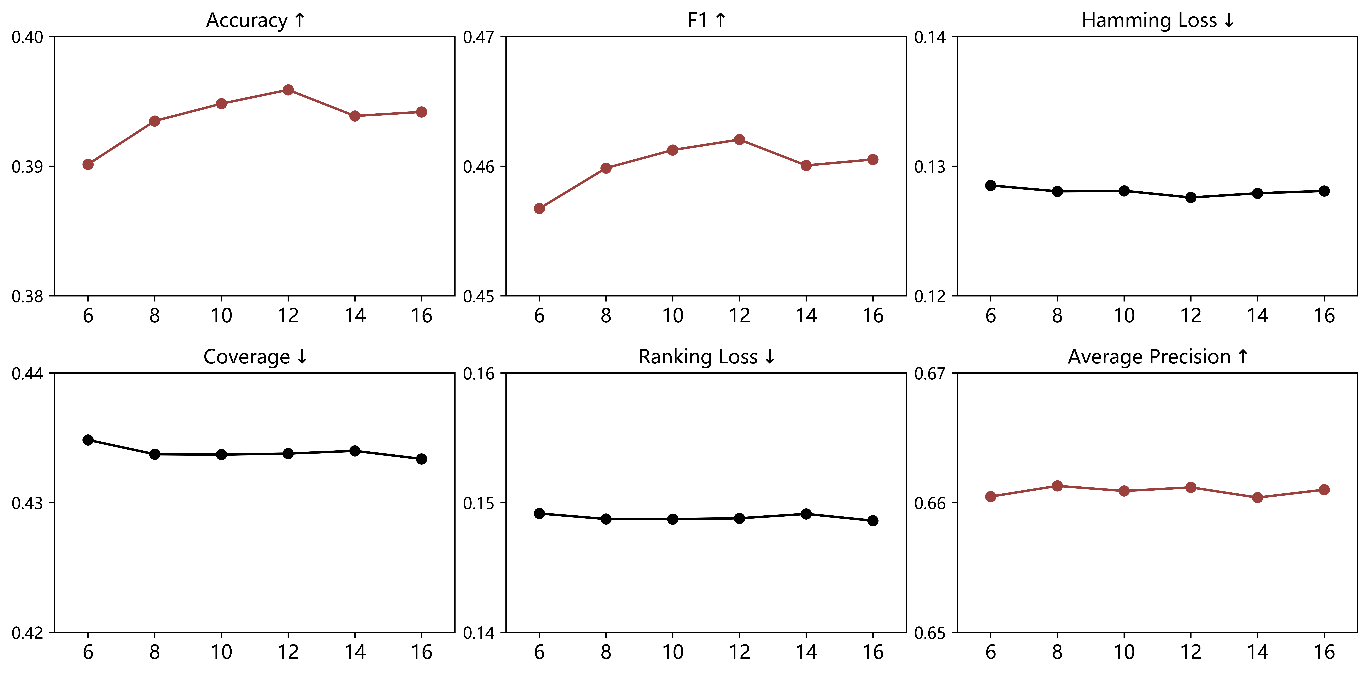 Accuracy ↑
0.40
0.39
0.38
6 8 10 12 14 16
F1 ↑
0.47
0.46
0.45
6 8 10 12 14 16
Hamming Loss ↓
0.14
0.13
0.12
6 8 10 12 14 16
Coverage ↓
0.44
0.43
0.42
6 8 10 12 14 16
Ranking Loss ↓
0.16
0.15
0.14
6 8 10 12 14 16
Average Precision ↑
0.67
0.66
0.65
6 8 10 12 14 16